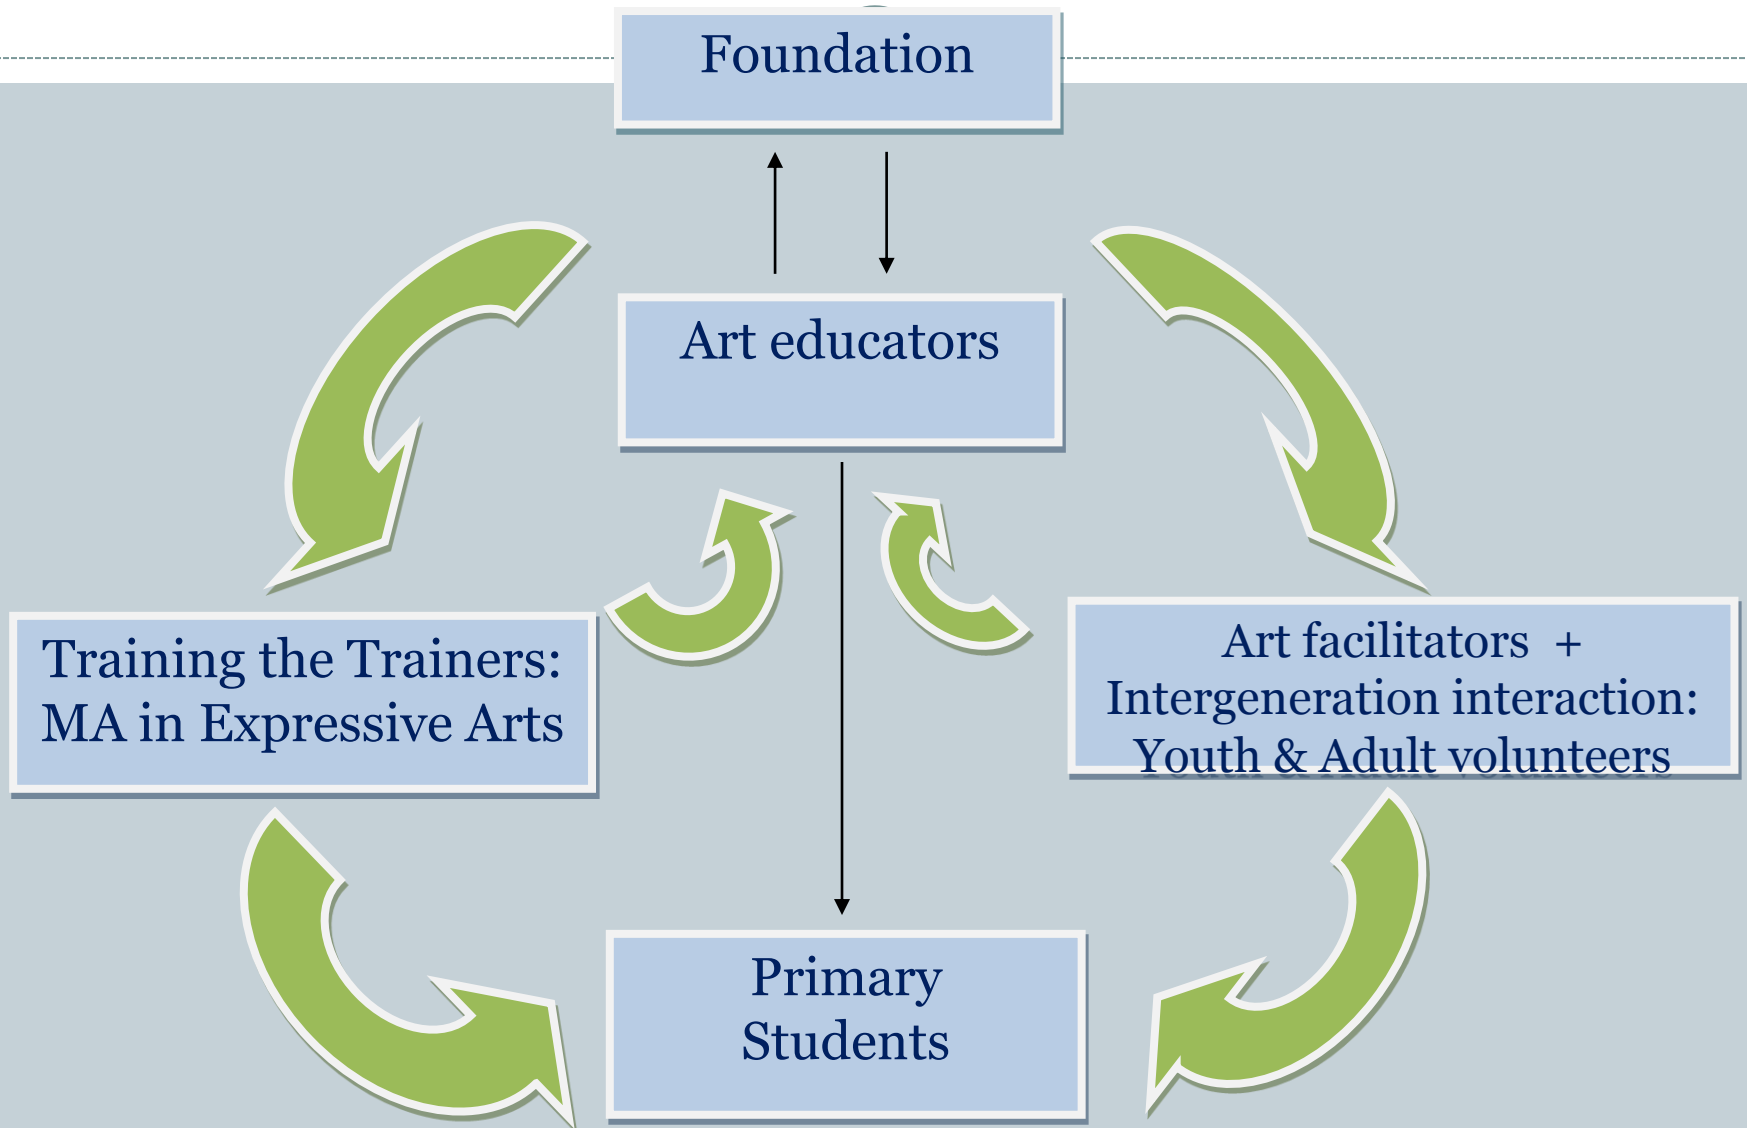 Foundation
Art educators
Training the Trainers:
MA in Expressive Arts
Art facilitators  +
Intergeneration interaction:
Youth & Adult volunteers
Primary
Students